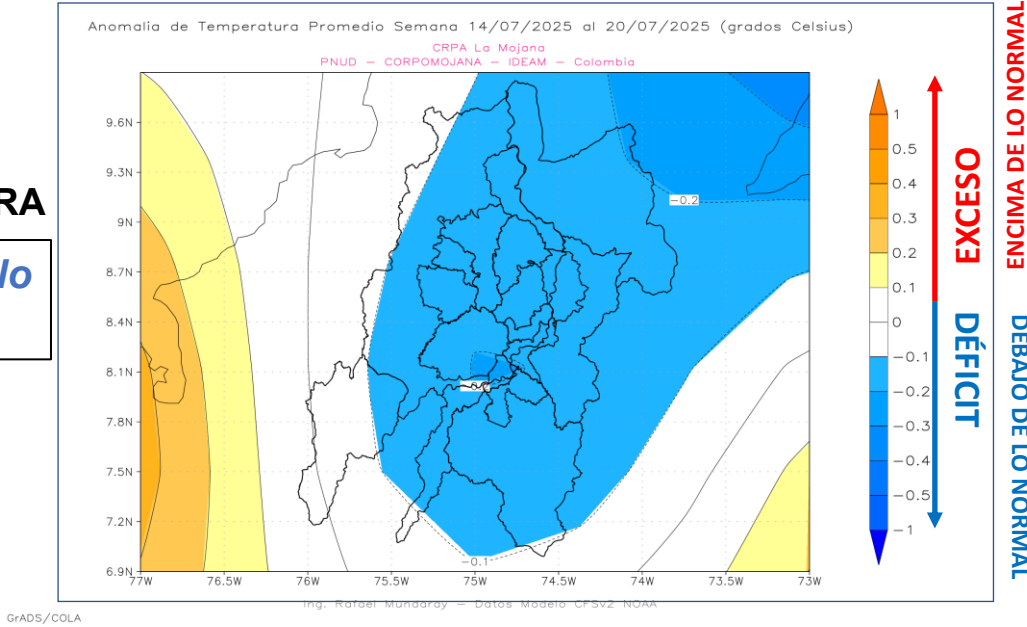 Anomalia de Temperatura Promedio Semana 14/07/2025 al 20/07/2025 (grados Celsius)
CRPA La Mojana
PNUD – CORPOMOJANA – IDEAM – Colombia
RA
lo
9.6N
9.3N
9N
8.7N
8.4N
8.1N
7.8N
7.5N
7.2N
6.9N
77W
76.5W
76W
75.5W
75W
74.5W
74W
73.5W
73W
−0.2
−0.1
1
0.5
0.4
0.3
0.2
0.1
0
−0.1
−0.2
−0.3
−0.4
−0.5
−1
EXCESO
DÉFICIT
ENCIMA DE LO NORMAL
DEBAJO DE LO NORMAL
Ing. Rafael Mundaray – Datos Modelo CFSv2 NOAA
GrADS/COLA